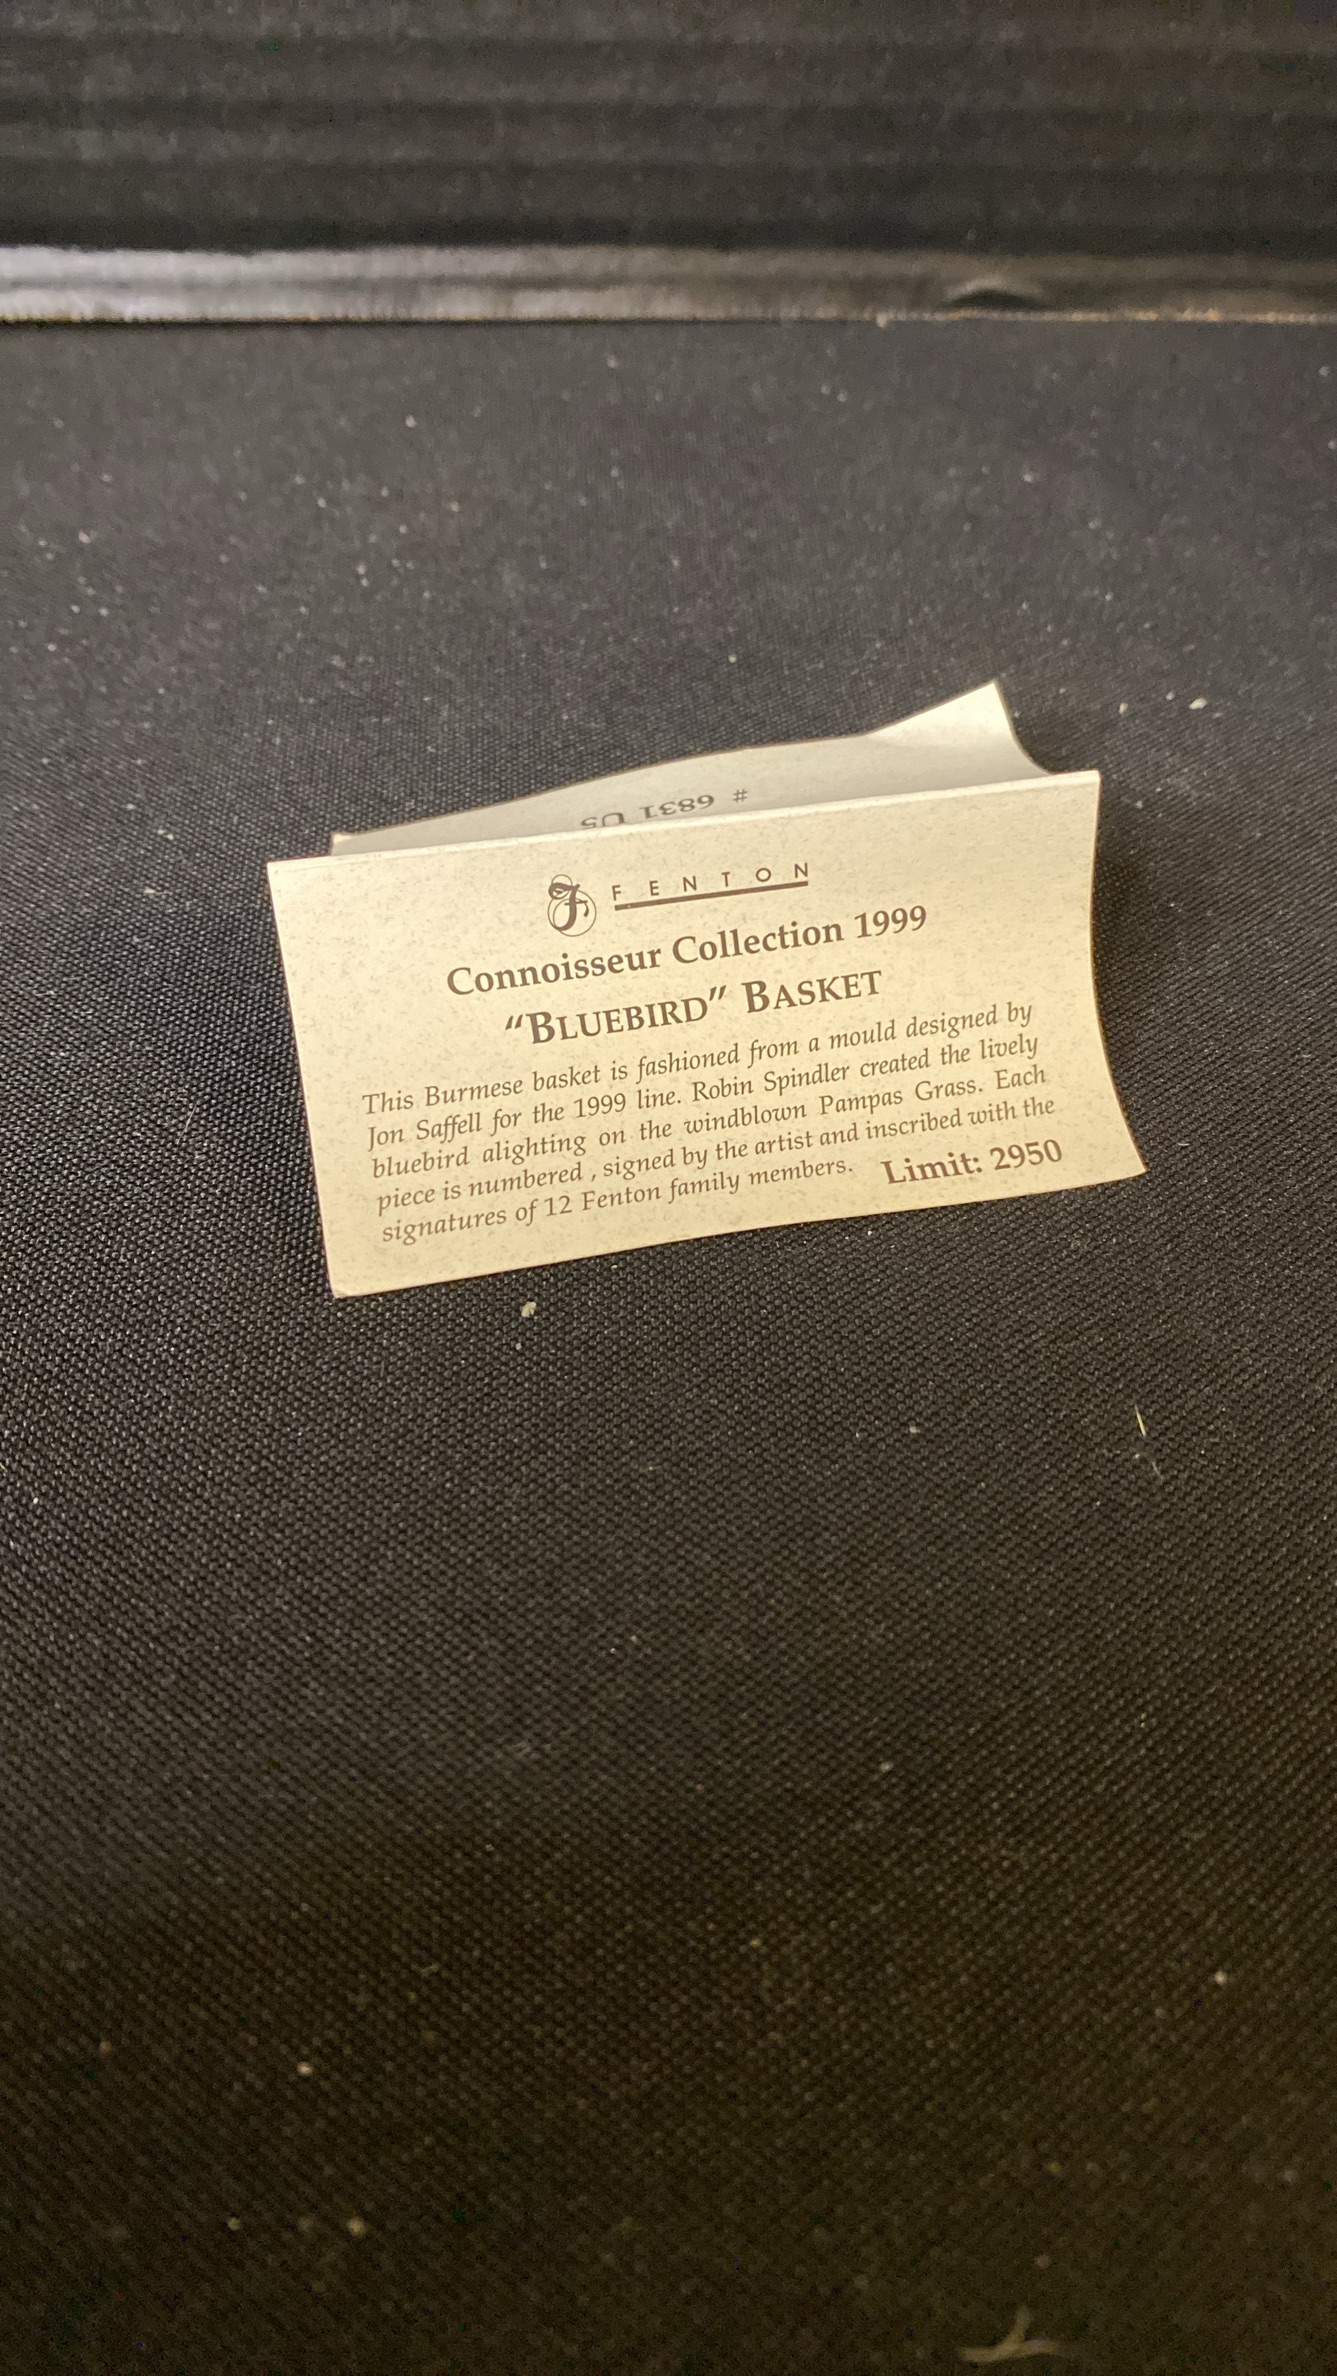 # 6831 US
F FENTON
Connoisseur Collection 1999
"BLUEBIRD" BASKET
This Burmese basket is fashioned from a mould designed by
Jon Saffell for the 1999 line. Robin Spindler created the lively
bluebird alighting on the windblown Pampas Grass. Each
piece is numbered , signed by the artist and inscribed with the
signatures of 12 Fenton family members. Limit: 2950